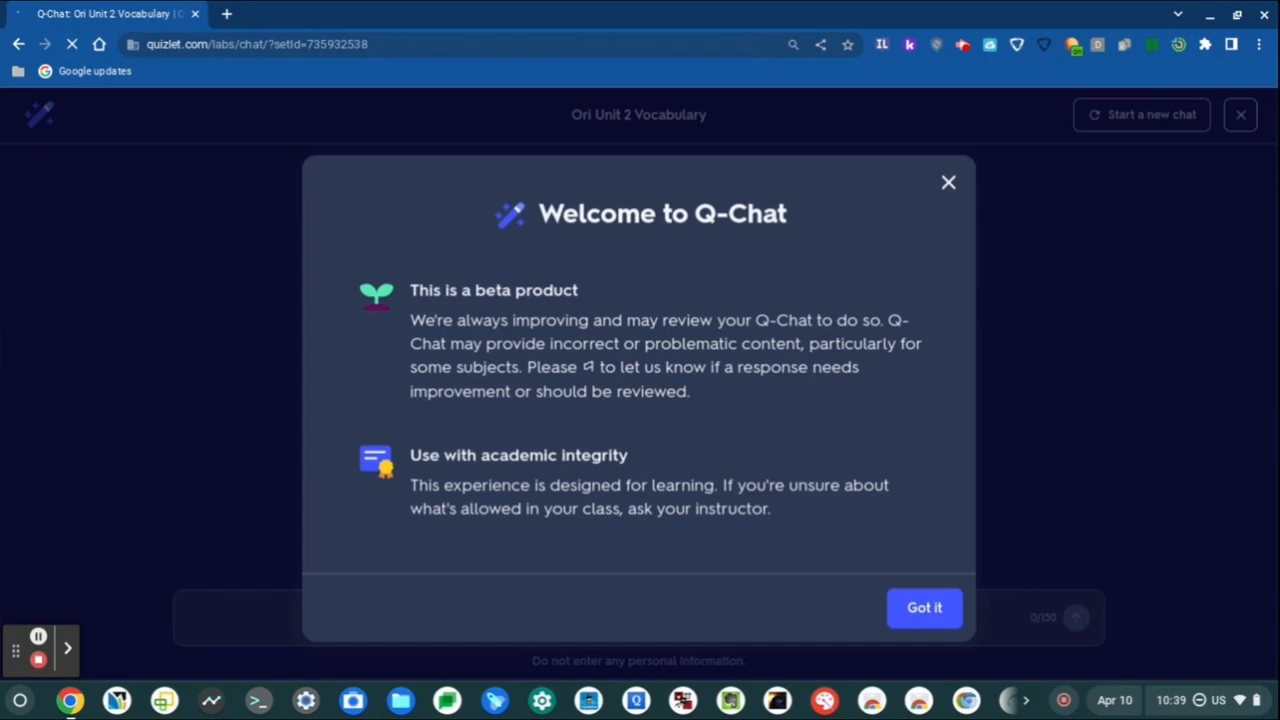 Q-Chat: Ori Unit 2 Vocabulary |
quizlet.com/labs/chat/?setId=735932538
Google updates
Ori Unit 2 Vocabulary
Start a new chat
Welcome to Q-Chat
This is a beta product
We're always improving and may review your Q-Chat to do so. Q-
Chat may provide incorrect or problematic content, particularly for
some subjects. Please to let us know if a response needs
improvement or should be reviewed.
Use with academic integrity
This experience is designed for learning. If you're unsure about
what's allowed in your class, ask your instructor.
Got it
0/150
Do not enter any personal information.
Apr 10
10:39
US